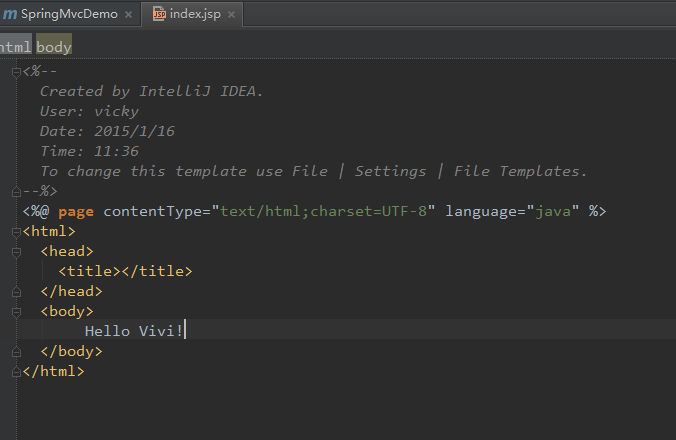 m SpringMvcDemo × index.jsp ×
html body
<%--
Created by IntelliJ IDEA.
User: vicky
Date: 2015/1/16
Time: 11:36
To change this template use File | Settings | File Templates.
--%>
<%@ page contentType="text/html;charset=UTF-8" language="java" %>
<html>
<head>
<title></title>
</head>
<body>
Hello Vivi!
</body>
</html>